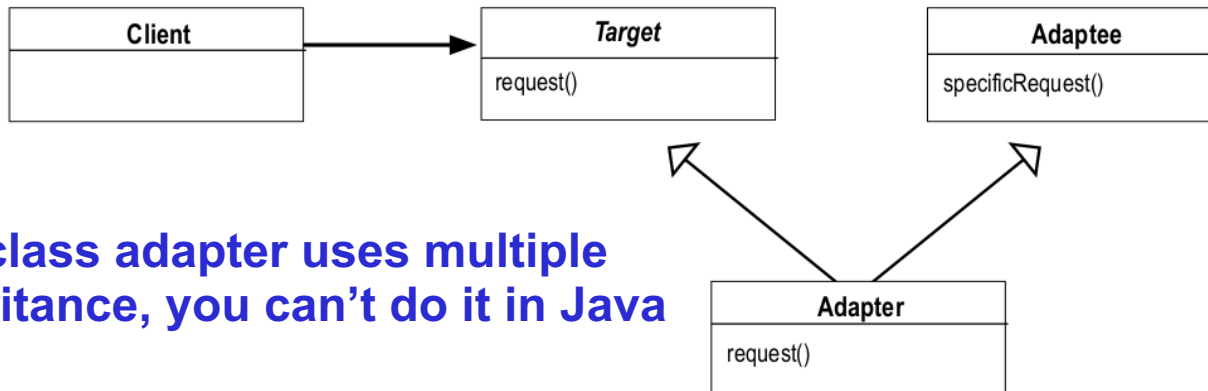 Client
Target
request()
Adaptee
specificRequest()
class adapter uses multiple
itance, you can't do it in Java
Adapter
request()